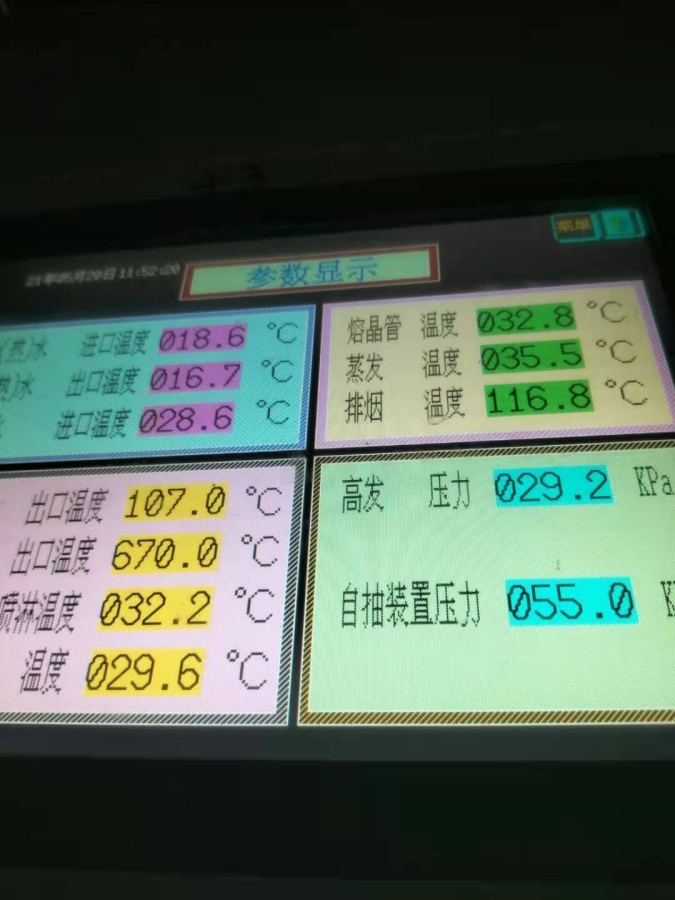 参数显示
(热)水 进口温度 018.6 ℃
热)水 出口温度 016.7 ℃
进口温度 028.6 ℃
熔晶管 温度 032.8 ℃
蒸发 温度 035.5 ℃
排烟 温度 116.8 ℃
出口温度 107.0 ℃
出口温度 670.0 ℃
喷淋温度 032.2 ℃
温度 029.6 ℃
高发 压力 029.2 KPa
自抽装置压力 055.0 K